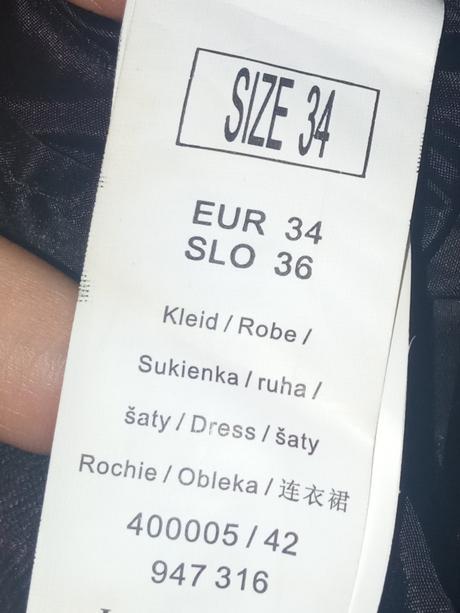 SIZE 34
EUR 34
SLO 36
Kleid / Robe /
Sukienka / ruha /
šaty / Dress / šaty
Rochie / Obleka / 连衣裙
400005 / 42
947 316